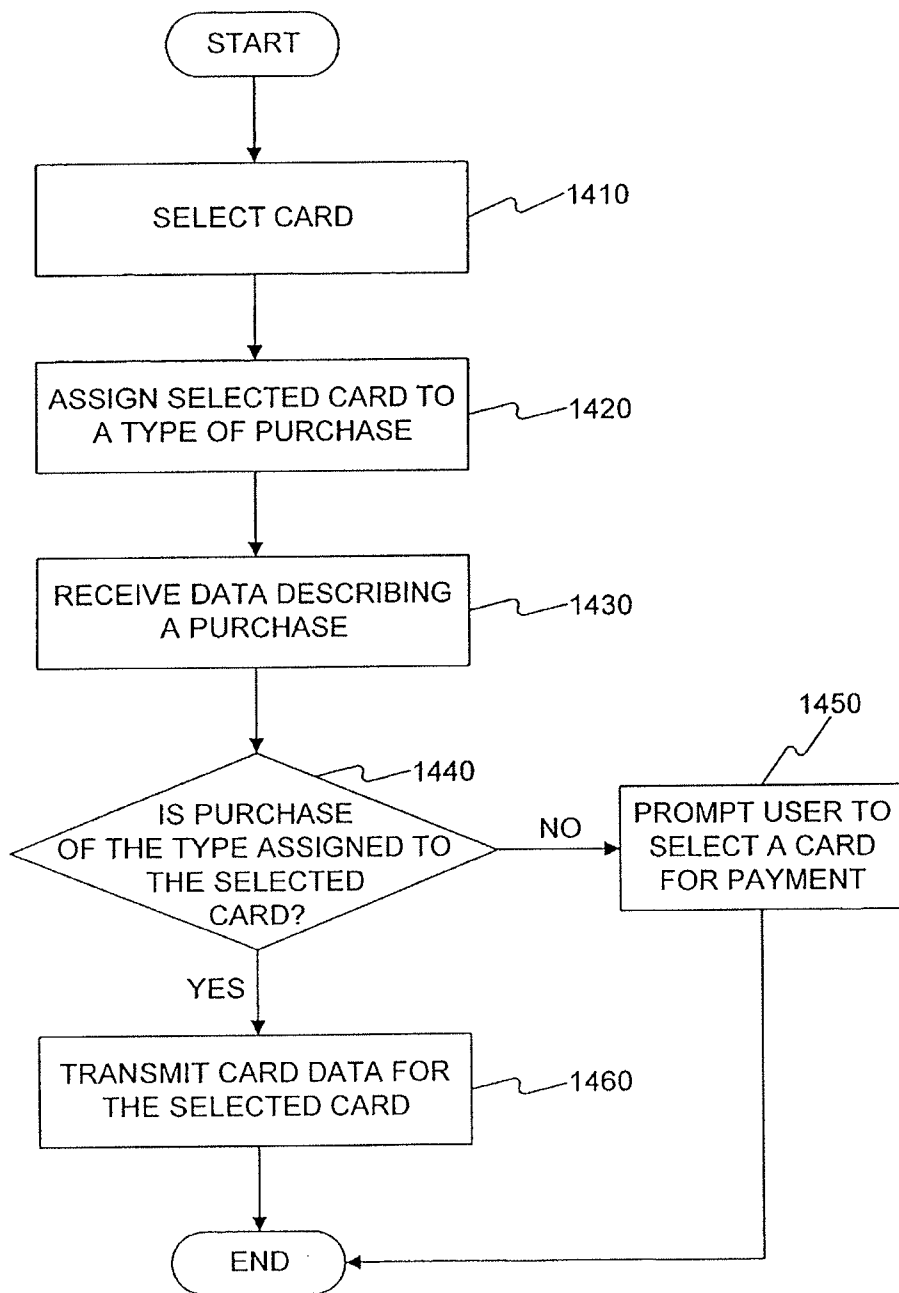 START
SELECT CARD
1410
ASSIGN SELECTED CARD TO
A TYPE OF PURCHASE
1420
RECEIVE DATA DESCRIBING
A PURCHASE
1430
1440
IS PURCHASE
OF THE TYPE ASSIGNED TO
THE SELECTED
CARD?
NO
1450
PROMPT USER TO
SELECT A CARD
FOR PAYMENT
YES
TRANSMIT CARD DATA FOR
THE SELECTED CARD
1460
END